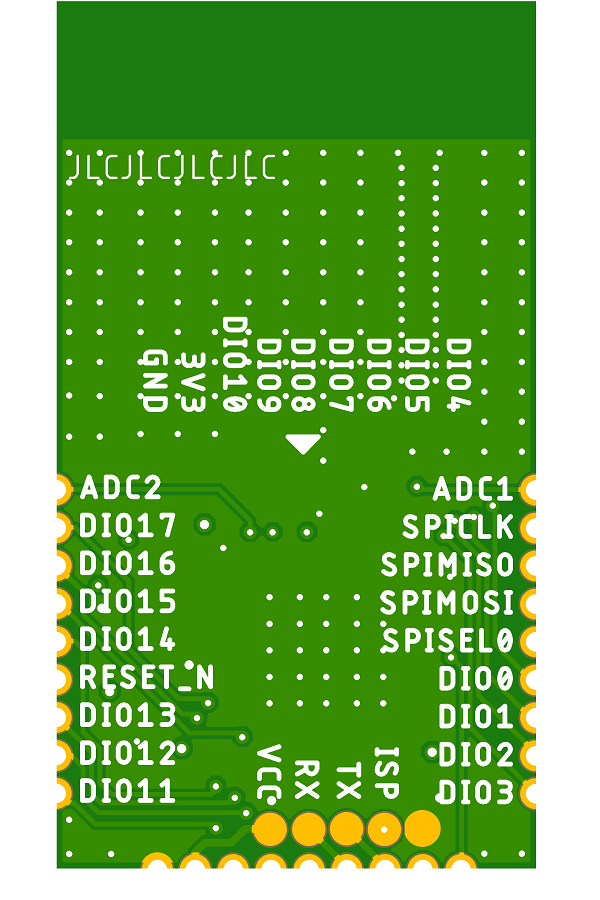 JLCJLCJLCJLC
GND
3V3
DIO10
DIO9
DIO8
DIO7
DIO6
DIO5
DIO4
ADC2
DIO17
DIO16
DIO15
DIO14
RESET_N
DIO13
DIO12
DIO11
ADC1
SPICLK
SPIMISO
SPIMOSI
SPISEL0
DIO0
DIO1
DIO2
DIO3
VCC
RX
TX
ISP